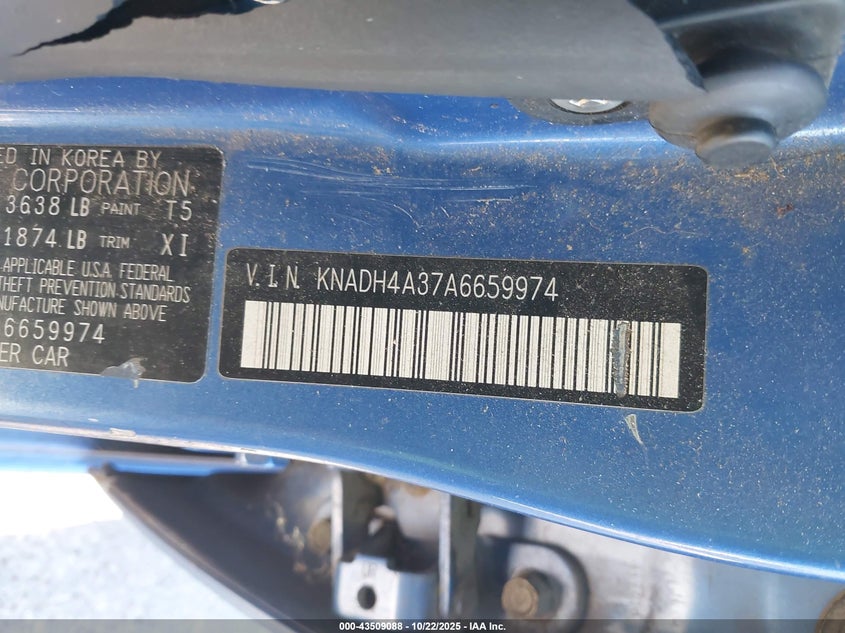 ED IN KOREA BY
CORPORATION
3638 LB PAINT T5
1874 LB TRIM XI
APPLICABLE U.S.A. FEDERAL
THEFT PREVENTION STANDARDS
NUFACTURE SHOWN ABOVE
6659974
ER CAR
V.I.N. KNADH4A37A6659974
000-43509088 - 10/22/2025 - IAA Inc.